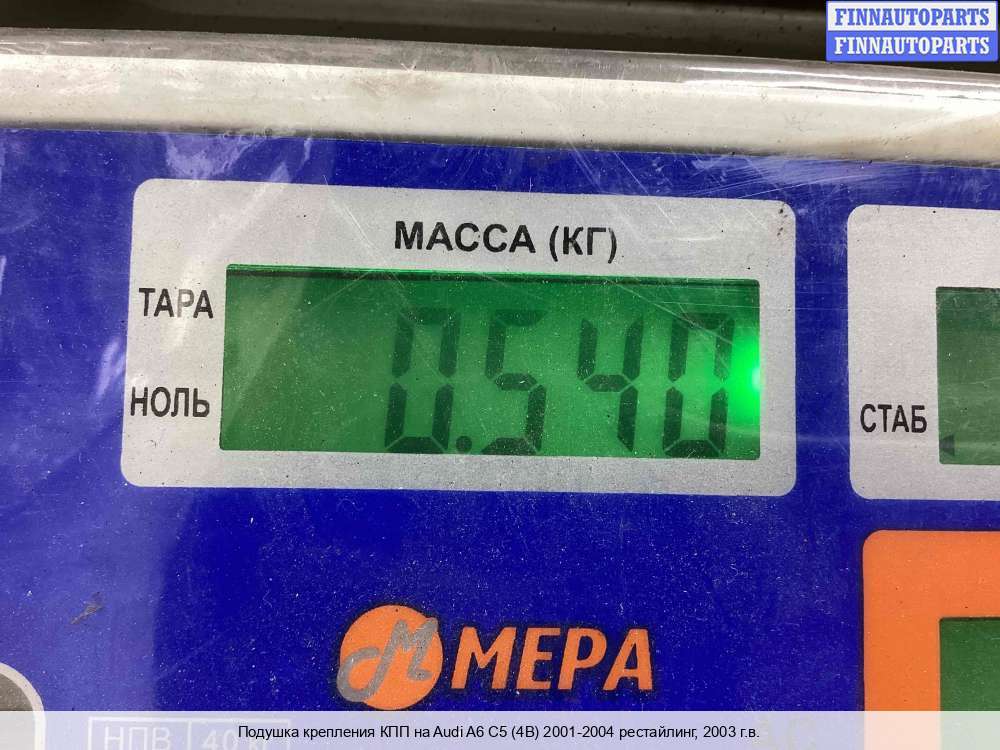 FINNAUTOPARTS
FINNAUTOPARTS
МАССА (КГ)
ТАРА
0.540
НОЛЬ
СТАБ
МЕРА
НПВ 40 кг
Подушка крепления КПП на Audi A6 C5 (4B) 2001-2004 рестайлинг, 2003 г.в.